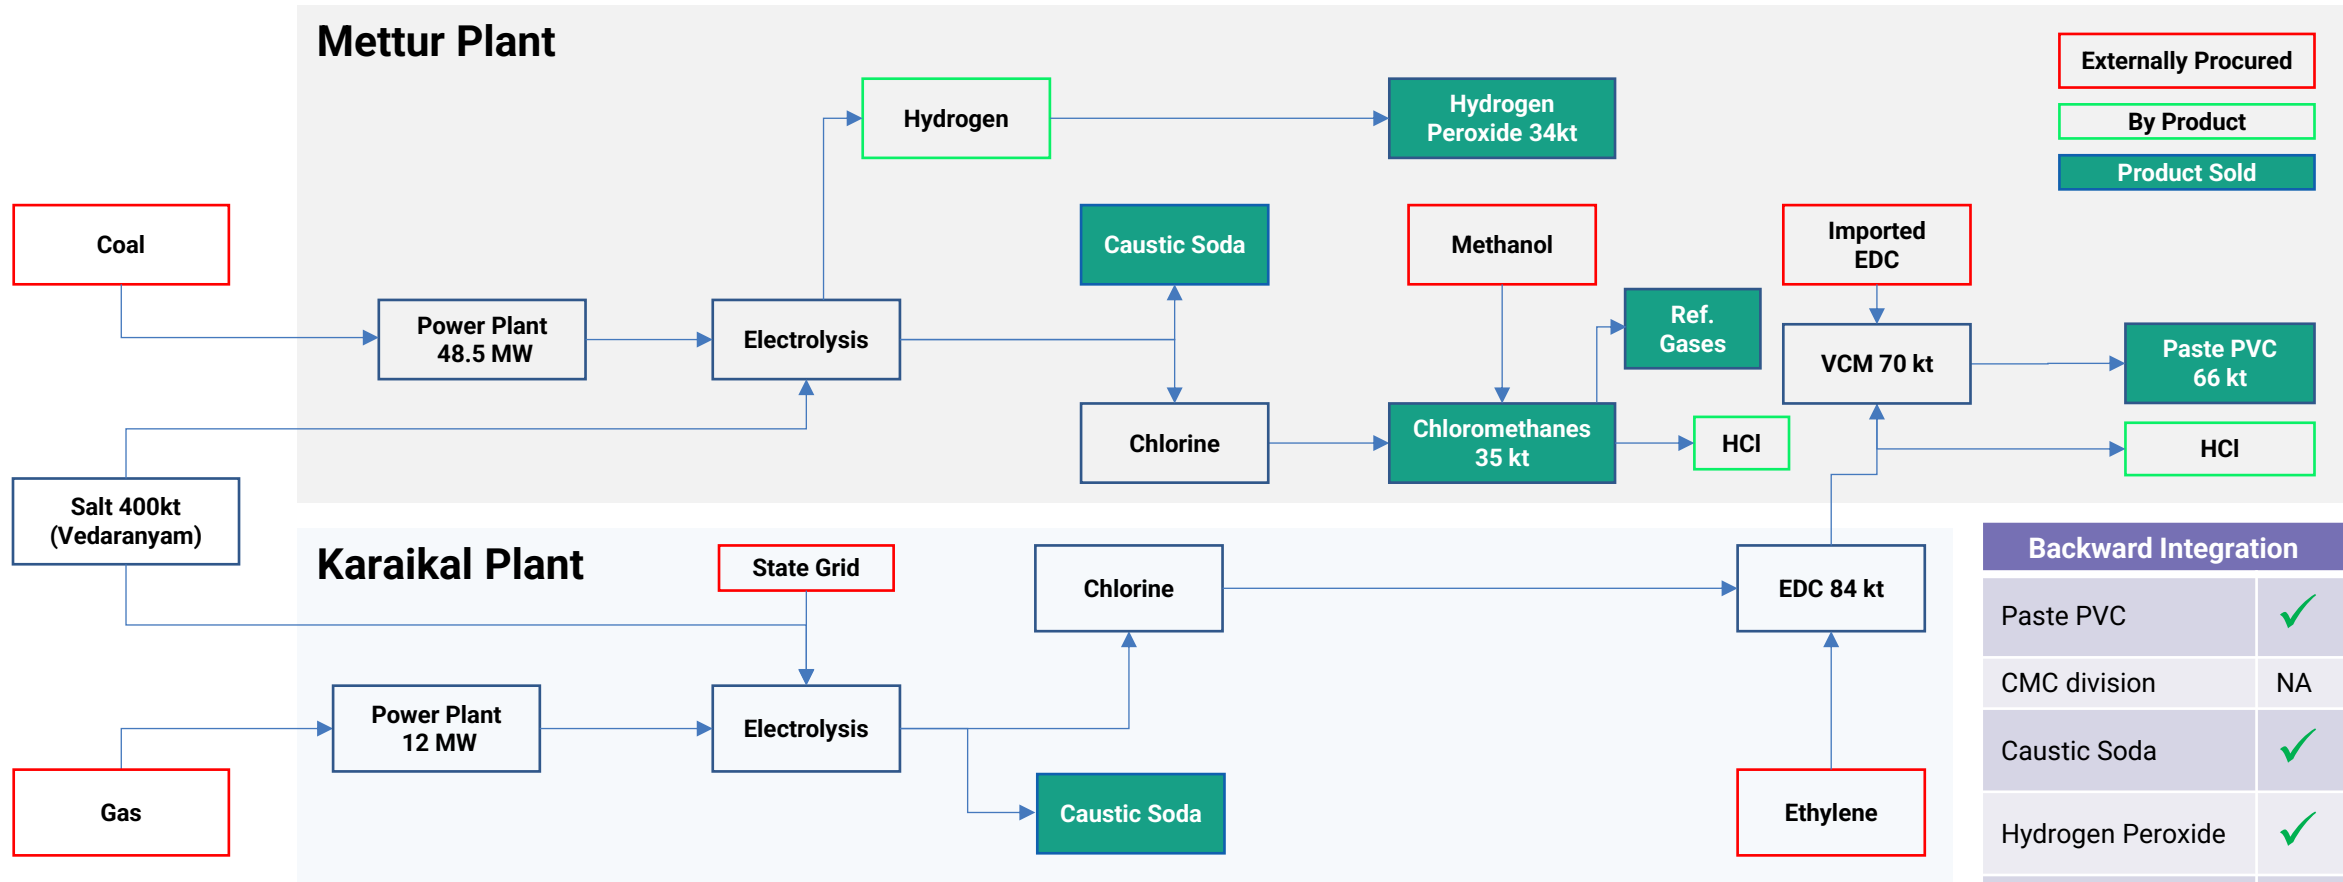 Mettur Plant
Externally Procured
By Product
Product Sold
Hydrogen
Hydrogen
Peroxide 34kt
Coal
Caustic Soda
Methanol
Imported
EDC
Power Plant
48.5 MW
Electrolysis
Ref.
Gases
VCM 70 kt
Paste PVC
66 kt
Chlorine
Chloromethanes
35 kt
HCl
HCl
Salt 400kt
(Vedaranyam)
Karaikal Plant
State Grid
Chlorine
EDC 84 kt
Power Plant
12 MW
Electrolysis
Gas
Caustic Soda
Ethylene
Backward Integration
Paste PVC ✓
CMC division NA
Caustic Soda ✓
Hydrogen Peroxide ✓